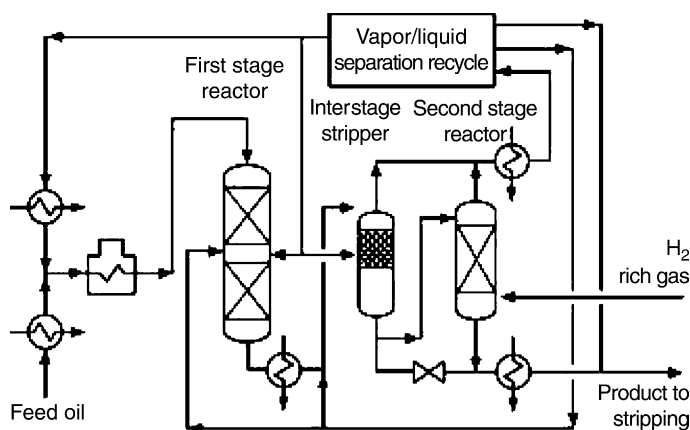 Vapor/liquid
separation recycle
First stage
reactor
Interstage
stripper
Second stage
reactor
H2
rich gas
Feed oil
Product to
stripping